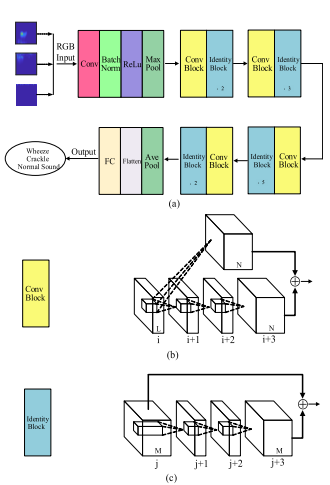 RGB
Input
Conv
Batch
Norm
ReLu
Max
Pool
Conv
Block
Identity
Block
· 2
Conv
Block
Identity
Block
· 3
Wheeze
Crackle
Normal Sound
Output
FC
Flatten
Ave
Pool
Identity
Block
· 2
Conv
Block
Identity
Block
· 5
Conv
Block
(a)
Conv
Block
N
L
N
i
i+1
i+2
i+3
(b)
Identity
Block
M
M
j
j+1
j+2
j+3
(c)